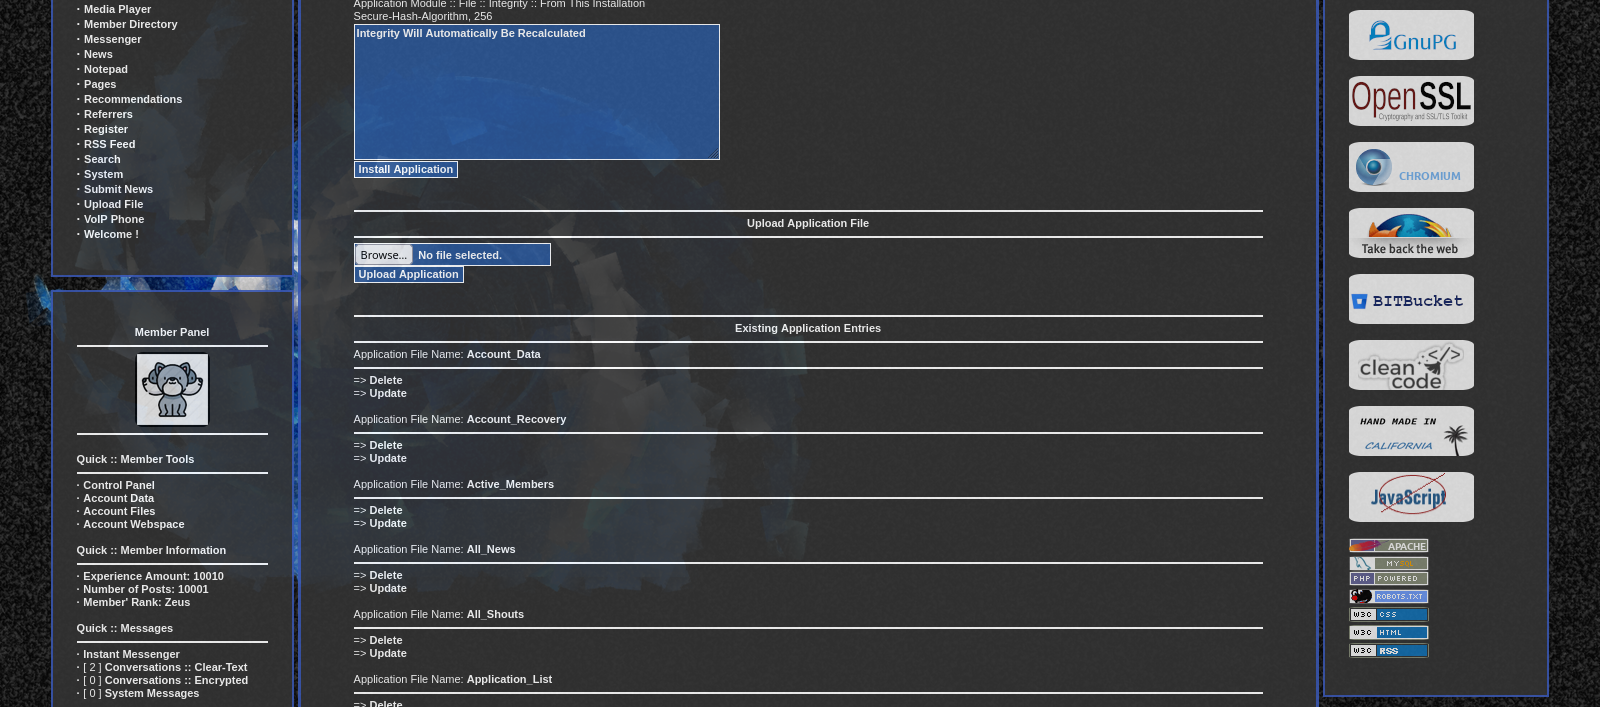 · Media Player
· Member Directory
· Messenger
· News
· Notepad
· Pages
· Recommendations
· Referrers
· Register
· RSS Feed
· Search
· System
· Submit News
· Upload File
· VoIP Phone
· Welcome !
Member Panel
Quick :: Member Tools
· Control Panel
· Account Data
· Account Files
· Account Webspace
Quick :: Member Information
· Experience Amount: 10010
· Number of Posts: 10001
· Member' Rank: Zeus
Quick :: Messages
· Instant Messenger
· [ 2 ] Conversations :: Clear-Text
· [ 0 ] Conversations :: Encrypted
· [ 0 ] System Messages
Application Module :: File :: Integrity :: From This Installation
Secure-Hash-Algorithm, 256
Integrity Will Automatically Be Recalculated
Install Application
Upload Application File
Browse... No file selected.
Upload Application
Existing Application Entries
Application File Name: Account_Data
=> Delete
=> Update
Application File Name: Account_Recovery
=> Delete
=> Update
Application File Name: Active_Members
=> Delete
=> Update
Application File Name: All_News
=> Delete
=> Update
Application File Name: All_Shouts
=> Delete
=> Update
Application File Name: Application_List
=> Delete
GnuPG
OpenSSL
Cryptography and SSL/TLS Toolkit
CHROMIUM
Take back the web
BITBucket
clean </>
code
HAND MADE IN
CALIFORNIA
JavaScript
APACHE
MYSQL
PHP POWERED
ROBOTS.TXT
W3C CSS
W3C HTML
W3C RSS